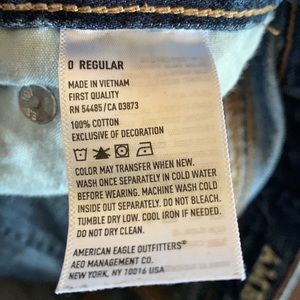 0 REGULAR
MADE IN VIETNAM
FIRST QUALITY
RN 54485/CA 03873
100% COTTON
EXCLUSIVE OF DECORATION
COLOR MAY TRANSFER WHEN NEW.
WASH ONCE SEPARATELY IN COLD WATER
BEFORE WEARING. MACHINE WASH COLD
INSIDE OUT SEPARATELY. DO NOT BLEACH.
TUMBLE DRY LOW. COOL IRON IF NEEDED.
DO NOT DRY CLEAN.
AMERICAN EAGLE OUTFITTERS®
AEO MANAGEMENT CO.
NEW YORK, NY 10016 USA